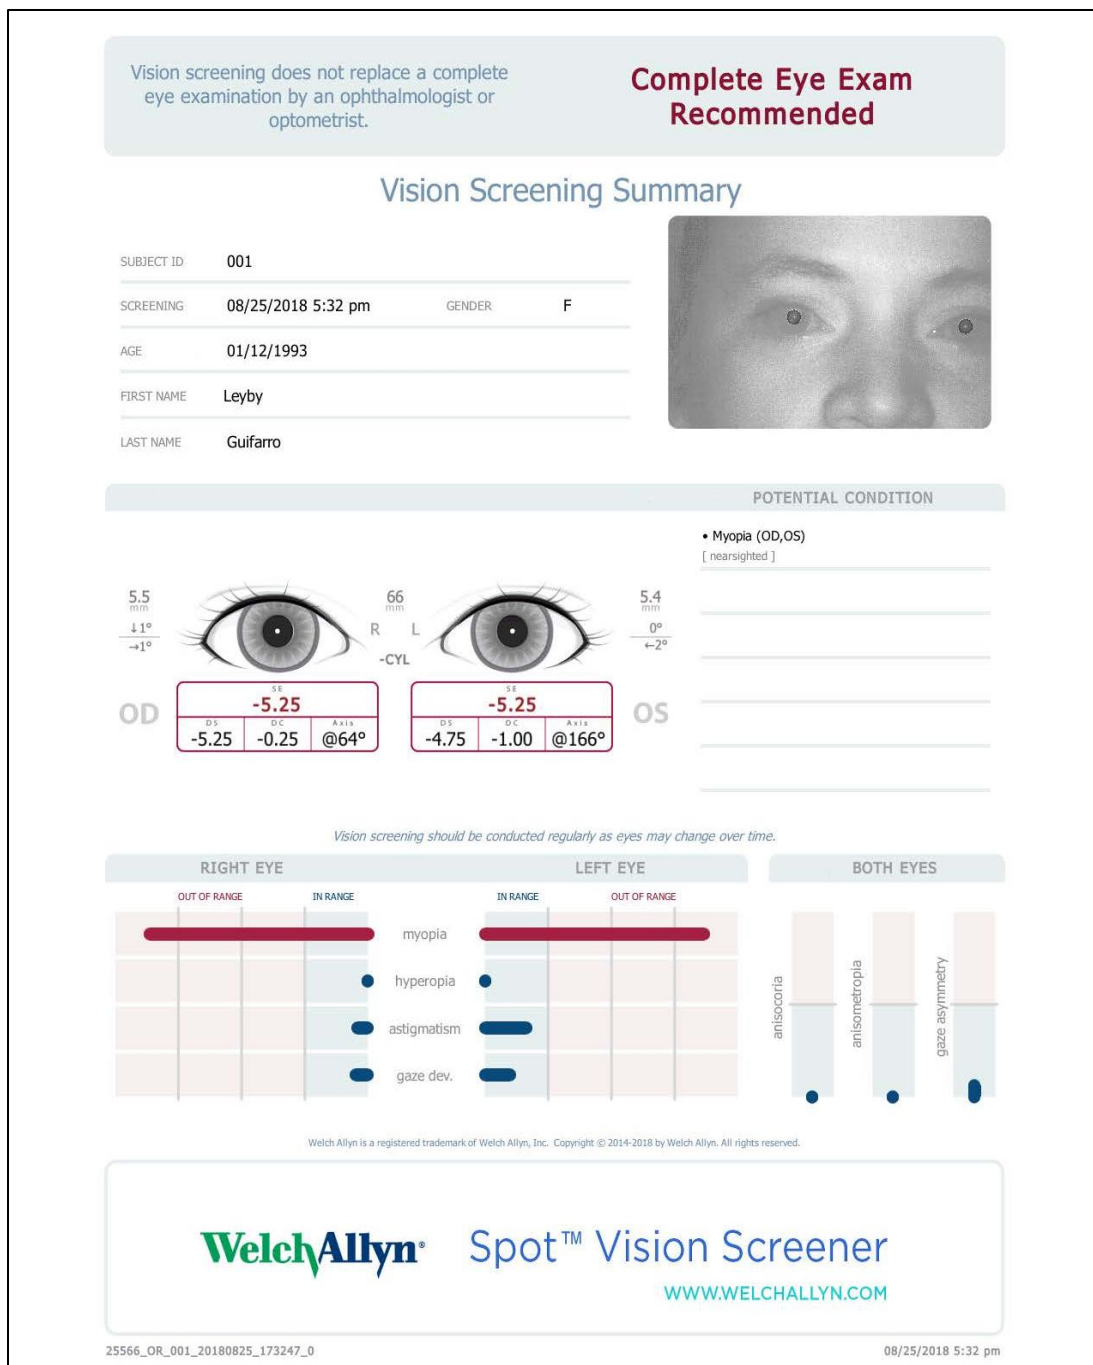 Vision screening does not replace a complete
eye examination by an ophthalmologist or
optometrist.
Complete Eye Exam
Recommended
Vision Screening Summary
SUBJECT ID 001
SCREENING 08/25/2018 5:32 pm GENDER F
AGE 01/12/1993
FIRST NAME Leyby
LAST NAME Guifarro
POTENTIAL CONDITION
• Myopia (OD,OS)
[ nearsighted ]
5.5 mm
↓1°
→1°
66 mm
R L
-CYL
5.4 mm
0°
←2°
OD
SE
-5.25
DS DC Axis
-5.25 -0.25 @64°
SE
-5.25
DS DC Axis
-4.75 -1.00 @166°
OS
Vision screening should be conducted regularly as eyes may change over time.
RIGHT EYE LEFT EYE BOTH EYES
OUT OF RANGE IN RANGE IN RANGE OUT OF RANGE
myopia
hyperopia
astigmatism
gaze dev.
anisocoria
anisometropia
gaze asymmetry
Welch Allyn is a registered trademark of Welch Allyn, Inc. Copyright © 2014-2018 by Welch Allyn. All rights reserved.
WelchAllyn® Spot™ Vision Screener
WWW.WELCHALLYN.COM
25566_OR_001_20180825_173247_0 08/25/2018 5:32 pm